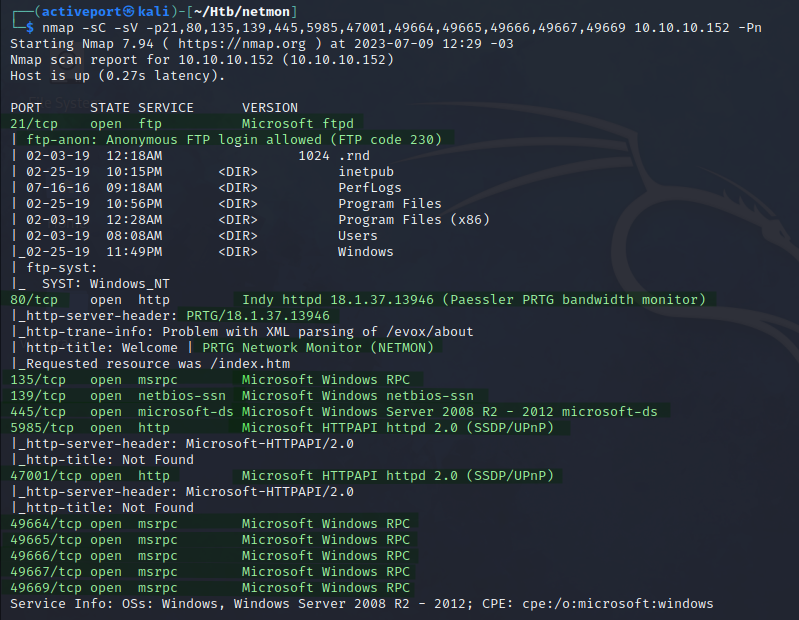 ┌──(activeport㉿kali)-[~/Htb/netmon]
└─$ nmap -sC -sV -p21,80,135,139,445,5985,47001,49664,49665,49666,49667,49669 10.10.10.152 -Pn
Starting Nmap 7.94 ( https://nmap.org ) at 2023-07-09 12:29 -03
Nmap scan report for 10.10.10.152 (10.10.10.152)
Host is up (0.27s latency).

PORT      STATE SERVICE      VERSION
21/tcp    open  ftp          Microsoft ftpd
| ftp-anon: Anonymous FTP login allowed (FTP code 230)
| 02-03-19  12:18AM                 1024 .rnd
| 02-25-19  10:15PM       <DIR>          inetpub
| 07-16-16  09:18AM       <DIR>          PerfLogs
| 02-25-19  10:56PM       <DIR>          Program Files
| 02-03-19  12:28AM       <DIR>          Program Files (x86)
| 02-03-19  08:08AM       <DIR>          Users
|_02-25-19  11:49PM       <DIR>          Windows
| ftp-syst:
|_  SYST: Windows_NT
80/tcp    open  http         Indy httpd 18.1.37.13946 (Paessler PRTG bandwidth monitor)
|_http-server-header: PRTG/18.1.37.13946
|_http-trane-info: Problem with XML parsing of /evox/about
| http-title: Welcome | PRTG Network Monitor (NETMON)
|_Requested resource was /index.htm
135/tcp   open  msrpc        Microsoft Windows RPC
139/tcp   open  netbios-ssn  Microsoft Windows netbios-ssn
445/tcp   open  microsoft-ds Microsoft Windows Server 2008 R2 - 2012 microsoft-ds
5985/tcp  open  http         Microsoft HTTPAPI httpd 2.0 (SSDP/UPnP)
|_http-server-header: Microsoft-HTTPAPI/2.0
|_http-title: Not Found
47001/tcp open  http         Microsoft HTTPAPI httpd 2.0 (SSDP/UPnP)
|_http-server-header: Microsoft-HTTPAPI/2.0
|_http-title: Not Found
49664/tcp open  msrpc        Microsoft Windows RPC
49665/tcp open  msrpc        Microsoft Windows RPC
49666/tcp open  msrpc        Microsoft Windows RPC
49667/tcp open  msrpc        Microsoft Windows RPC
49669/tcp open  msrpc        Microsoft Windows RPC
Service Info: OSs: Windows, Windows Server 2008 R2 - 2012; CPE: cpe:/o:microsoft:windows